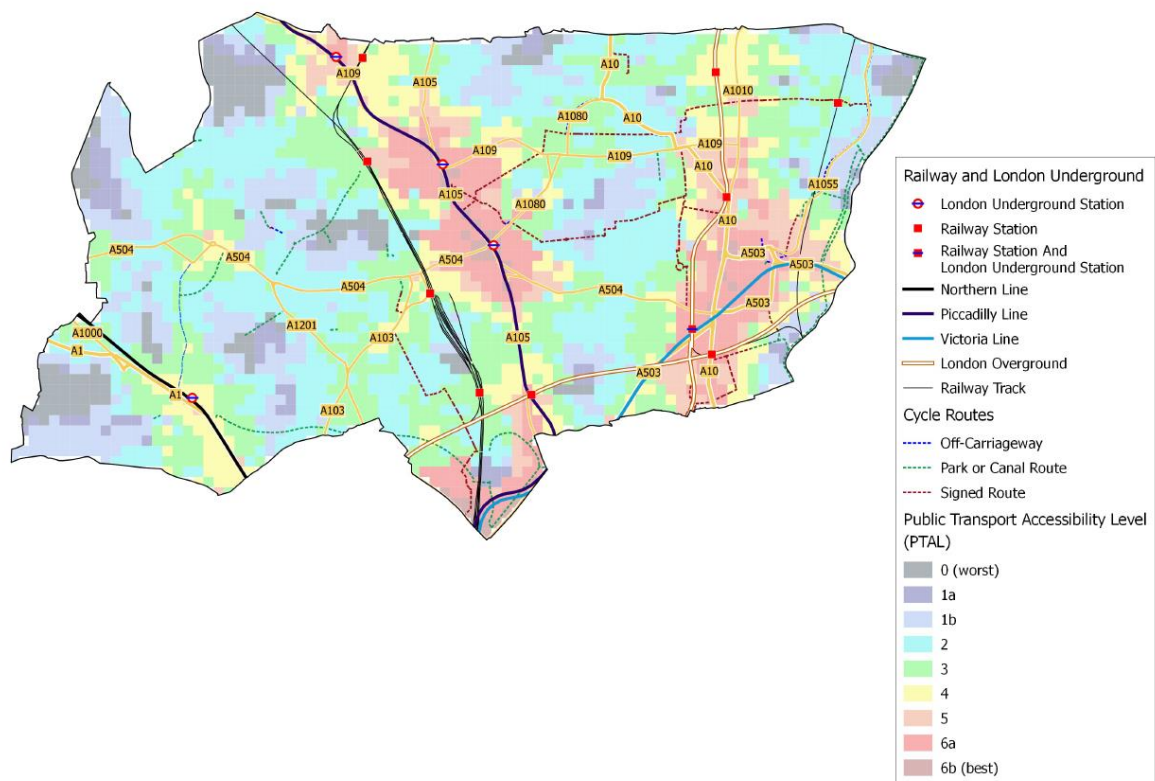 A10
A109
A105
A1010
A1080
A10
A109
A109
A10
A1055
A105
A1080
A10
A504
A504
A504
A503
A503
A504
A504
A503
A1201
A1000
A103
A105
A1
A503
A10
A1
A103
Railway and London Underground
London Underground Station
Railway Station
Railway Station And
London Underground Station
Northern Line
Piccadilly Line
Victoria Line
London Overground
Railway Track
Cycle Routes
Off-Carriageway
Park or Canal Route
Signed Route
Public Transport Accessibility Level
(PTAL)
0 (worst)
1a
1b
2
3
4
5
6a
6b (best)